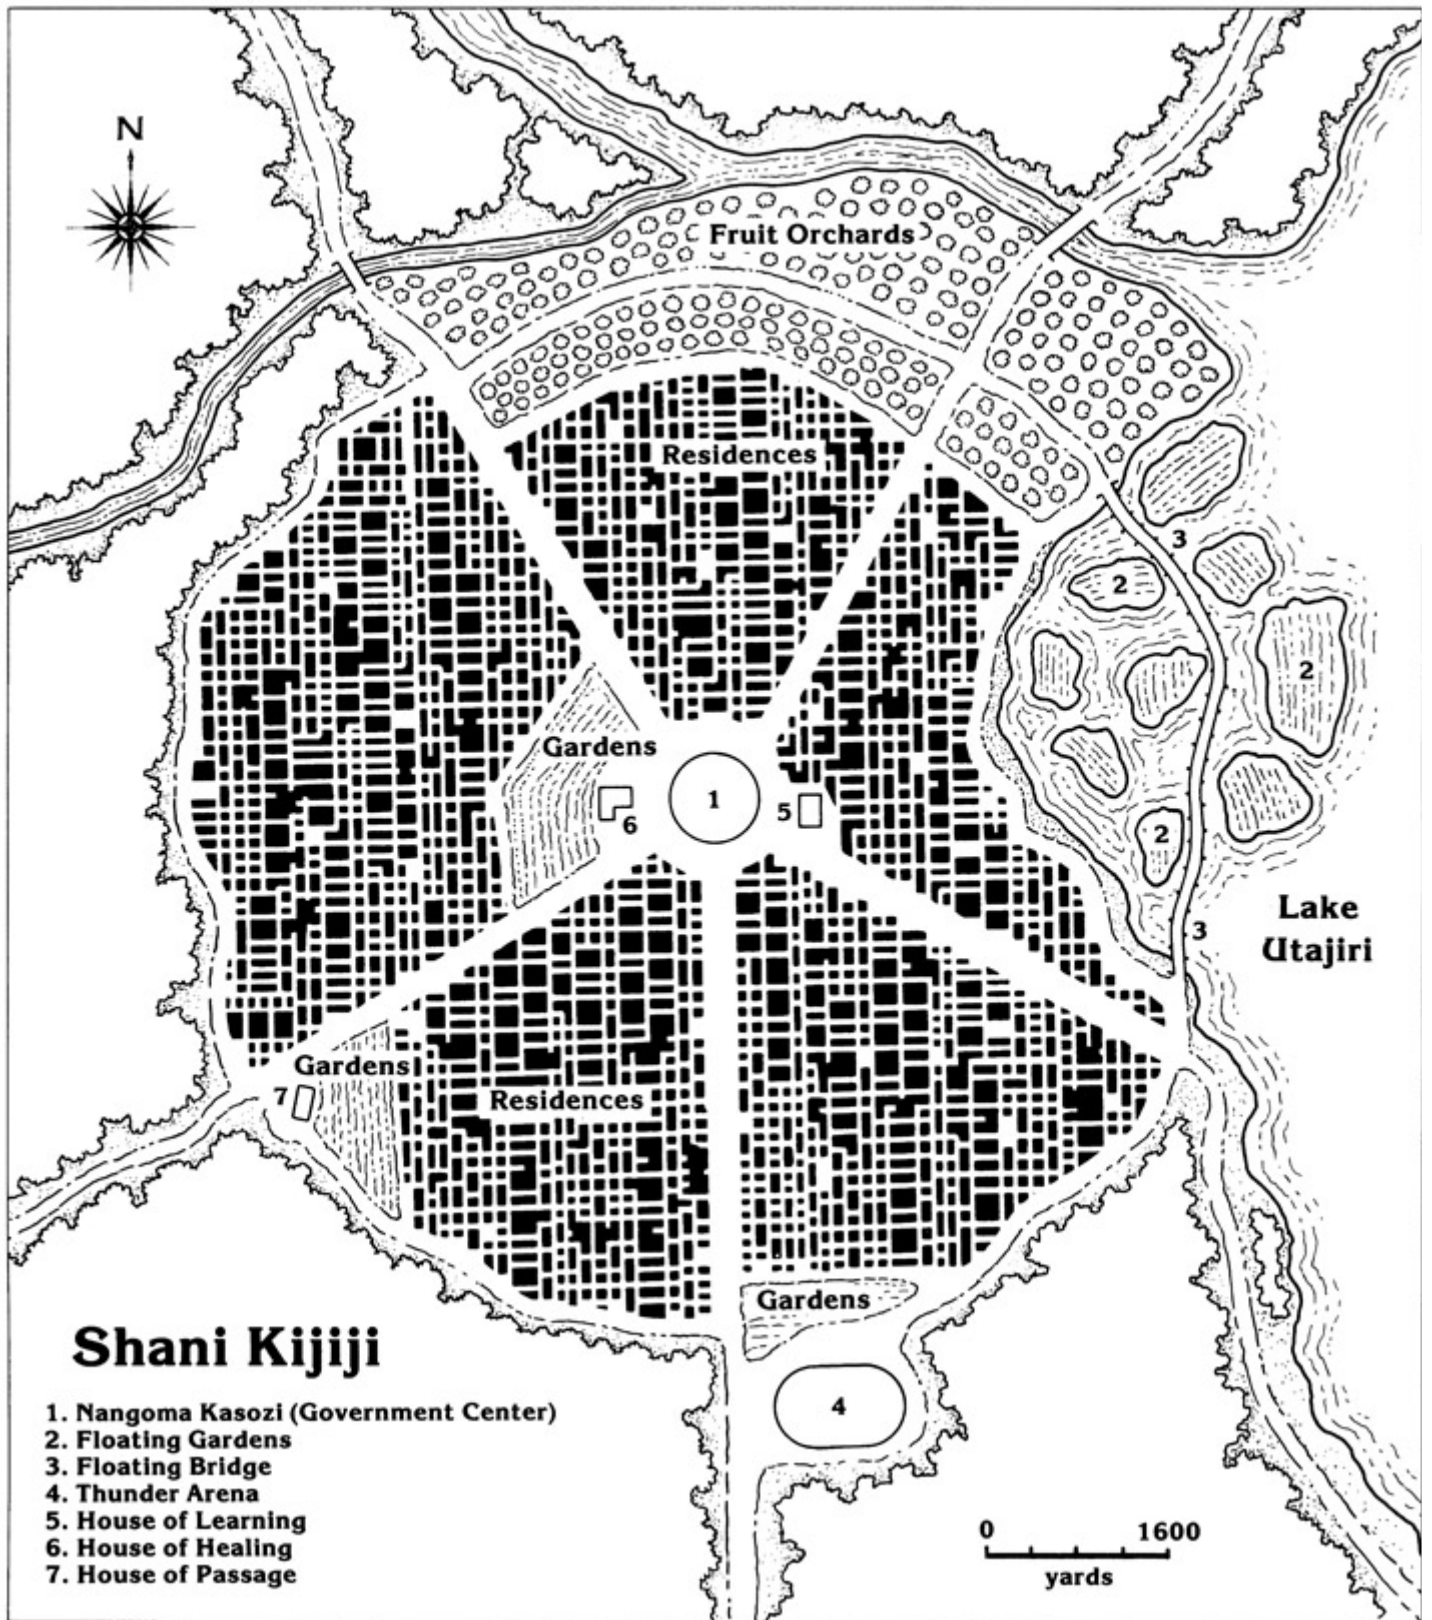 N
Fruit Orchards
Residences
3
2
2
Gardens
1
5
6
2
Lake
Utajiri
3
Gardens
7
Residences
Gardens
4
Shani Kijiji
1. Nangoma Kasozi (Government Center)
2. Floating Gardens
3. Floating Bridge
4. Thunder Arena
5. House of Learning
6. House of Healing
7. House of Passage
0 1600
yards